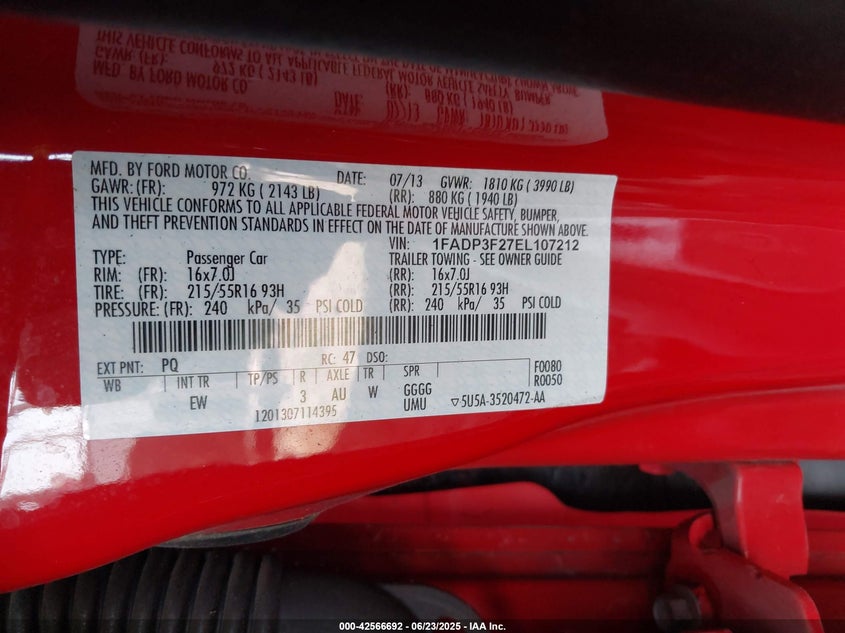 MFD. BY FORD MOTOR CO. DATE: 07/13 GVWR: 1810 KG ( 3990 LB)
GAWR: (FR): 972 KG ( 2143 LB) (RR): 880 KG ( 1940 LB)
THIS VEHICLE CONFORMS TO ALL APPLICABLE FEDERAL MOTOR VEHICLE SAFETY, BUMPER,
AND THEFT PREVENTION STANDARDS IN EFFECT ON THE DATE OF MANUFACTURE SHOWN ABOVE.
VIN: 1FADP3F27EL107212
TYPE: Passenger Car TRAILER TOWING - SEE OWNER GUIDE
RIM: (FR): 16x7.0J (RR): 16x7.0J
TIRE: (FR): 215/55R16 93H (RR): 215/55R16 93H
PRESSURE: (FR): 240 kPa/ 35 PSI COLD (RR): 240 kPa/ 35 PSI COLD
EXT PNT: PQ RC: 47 DSO: F0080
WB INT TR TP/PS R AXLE TR SPR R0050
EW 3 AU W GGGG
1201307114395 UMU ▽5U5A-3520472-AA
000-42566692 - 06/23/2025 - IAA Inc.